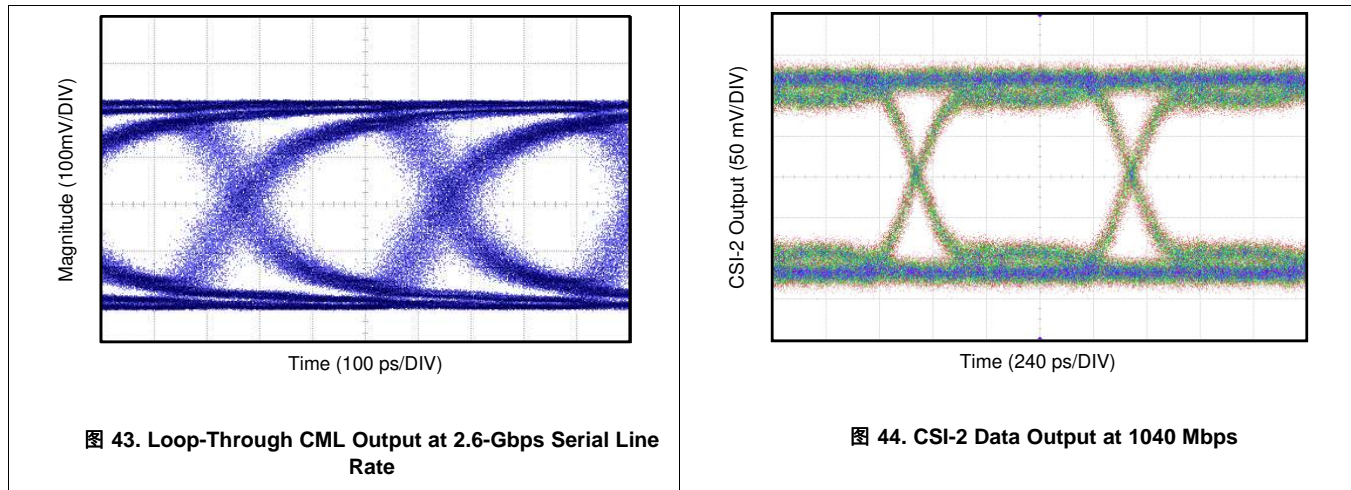 Magnitude (100mV/DIV)
Time (100 ps/DIV)
图 43. Loop-Through CML Output at 2.6-Gbps Serial Line
Rate
CSI-2 Output (50 mV/DIV)
Time (240 ps/DIV)
图 44. CSI-2 Data Output at 1040 Mbps